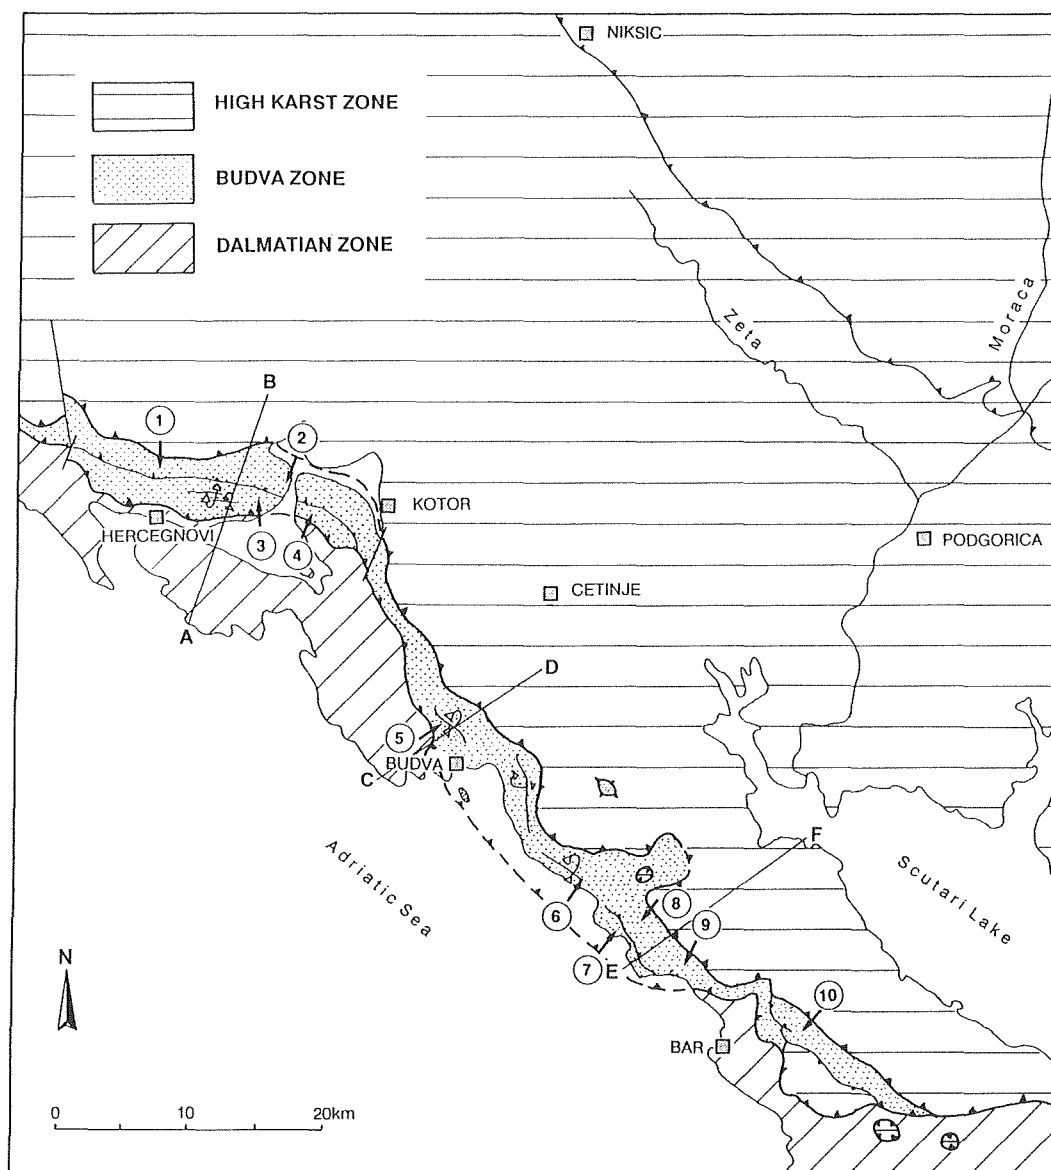 NIKSIC
HIGH KARST ZONE
BUDVA ZONE
DALMATIAN ZONE
Zeta
Moraca
B
1
2
KOTOR
HERCEGNOVI
3
4
PODGORICA
CETINJE
A
D
5
BUDVA
C
F
Adriatic Sea
Scutari Lake
6
8
9
7
E
N
10
BAR
0 10 20km